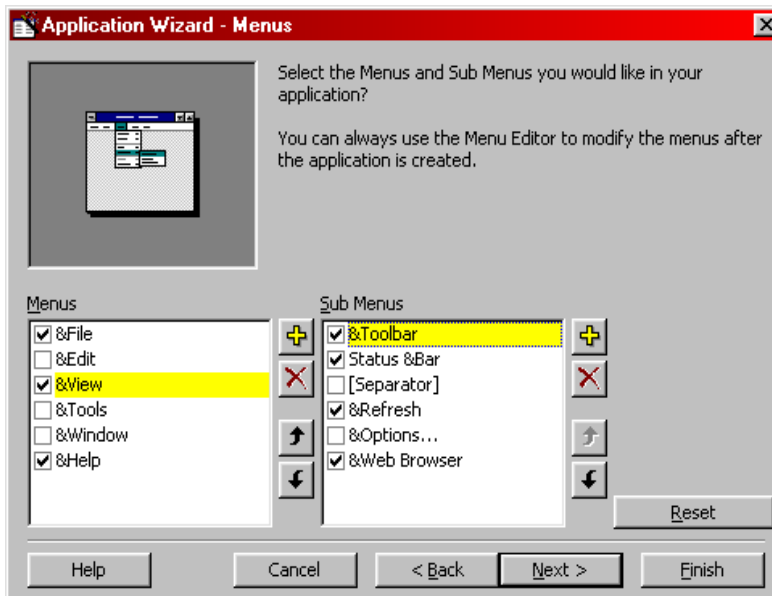 Application Wizard - Menus
Select the Menus and Sub Menus you would like in your
application?
You can always use the Menu Editor to modify the menus after
the application is created.
Menus
&File
&Edit
&View
&Tools
&Window
&Help
Sub Menus
&Toolbar
Status &Bar
[Separator]
&Refresh
&Options...
&Web Browser
Reset
Help
Cancel
< Back
Next >
Finish